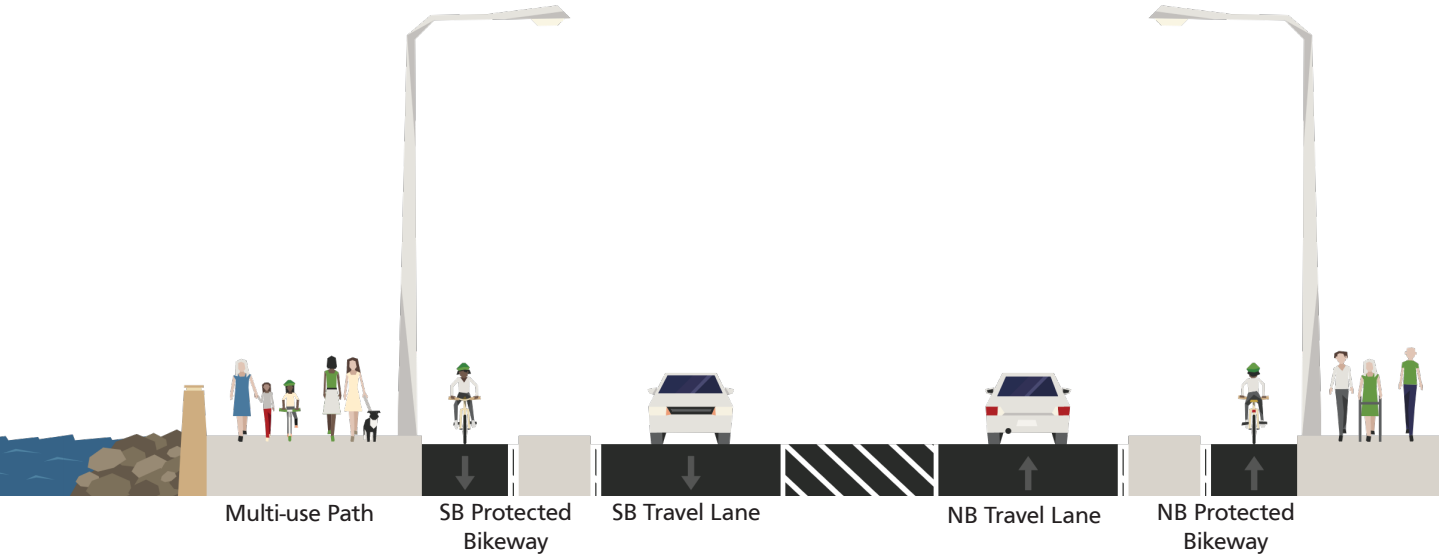 Multi-use Path
SB Protected
Bikeway
SB Travel Lane
NB Travel Lane
NB Protected
Bikeway